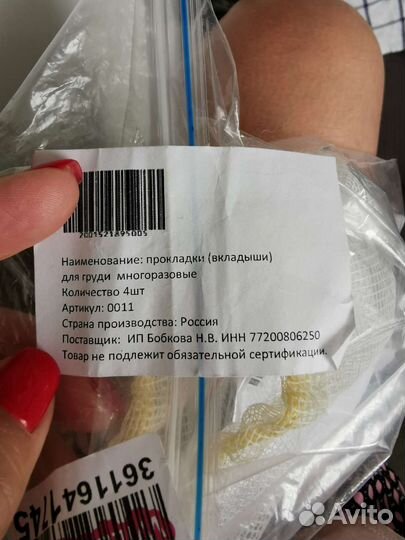 2001521895005
Наименование: прокладки (вкладыши)
для груди многоразовые
Количество 4шт
Артикул: 0011
Страна производства: Россия
Поставщик: ИП Бобкова Н.В. ИНН 77200806250
Товар не подлежит обязательной сертификации.
3611641745
Avito